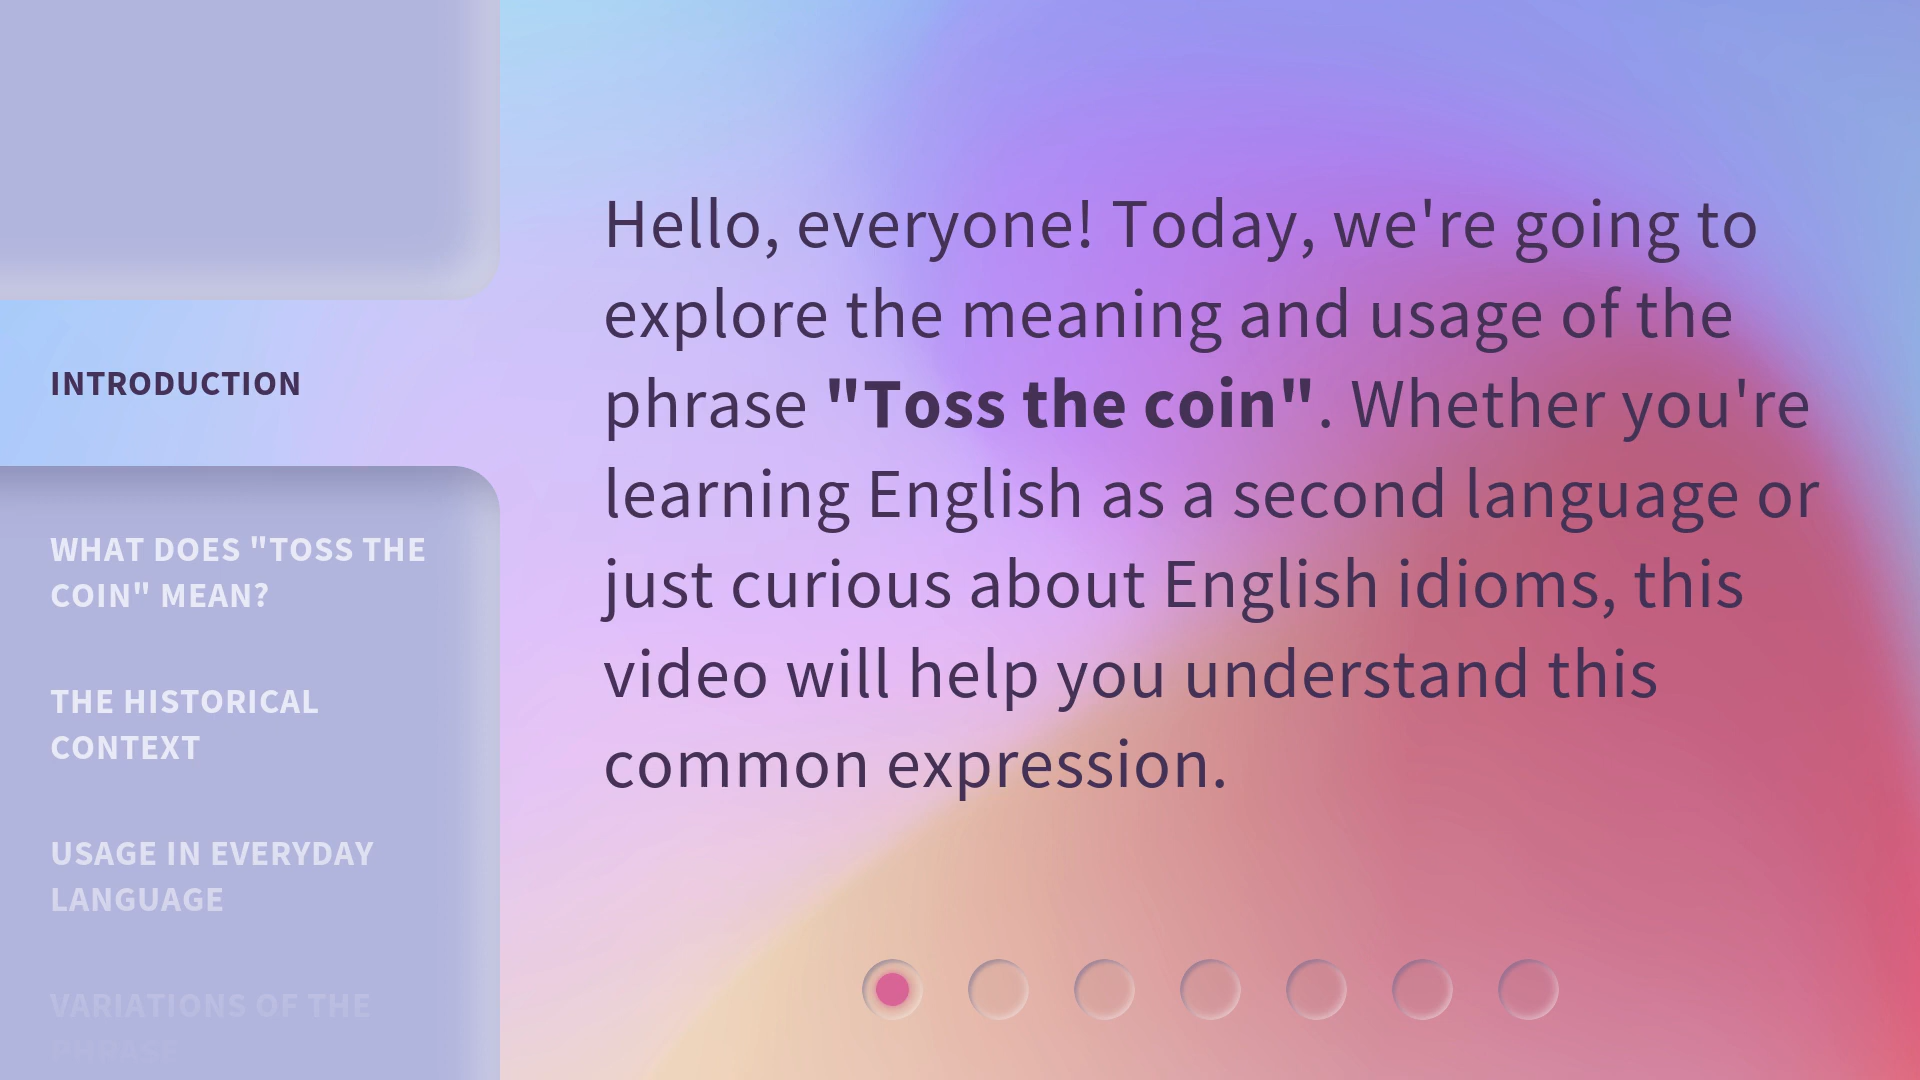 INTRODUCTION
WHAT DOES "TOSS THE
COIN" MEAN?
THE HISTORICAL
CONTEXT
USAGE IN EVERYDAY
LANGUAGE
VARIATIONS OF THE
PHRASE
Hello, everyone! Today, we're going to
explore the meaning and usage of the
phrase "Toss the coin". Whether you're
learning English as a second language or
just curious about English idioms, this
video will help you understand this
common expression.